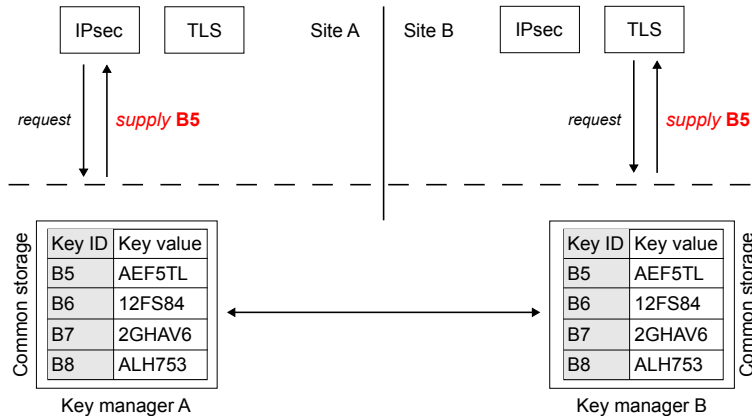 IPsec TLS Site A Site B IPsec TLS
request supply B5 request supply B5
Common storage
Key ID Key value
B5 AEF5TL
B6 12FS84
B7 2GHAV6
B8 ALH753
Key manager A
Key ID Key value
B5 AEF5TL
B6 12FS84
B7 2GHAV6
B8 ALH753
Common storage
Key manager B